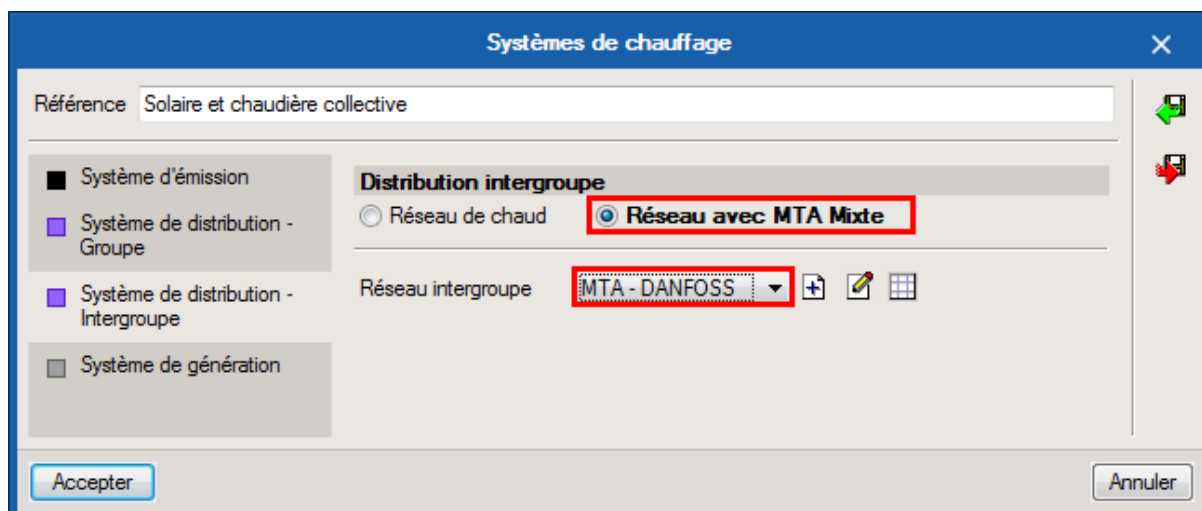 Systèmes de chauffage
Référence Solaire et chaudière collective
Système d'émission
Système de distribution -
Groupe
Système de distribution -
Intergroupe
Système de génération
Distribution intergroupe
Réseau de chaud Réseau avec MTA Mixte
Réseau intergroupe MTA - DANFOSS
Accepter Annuler